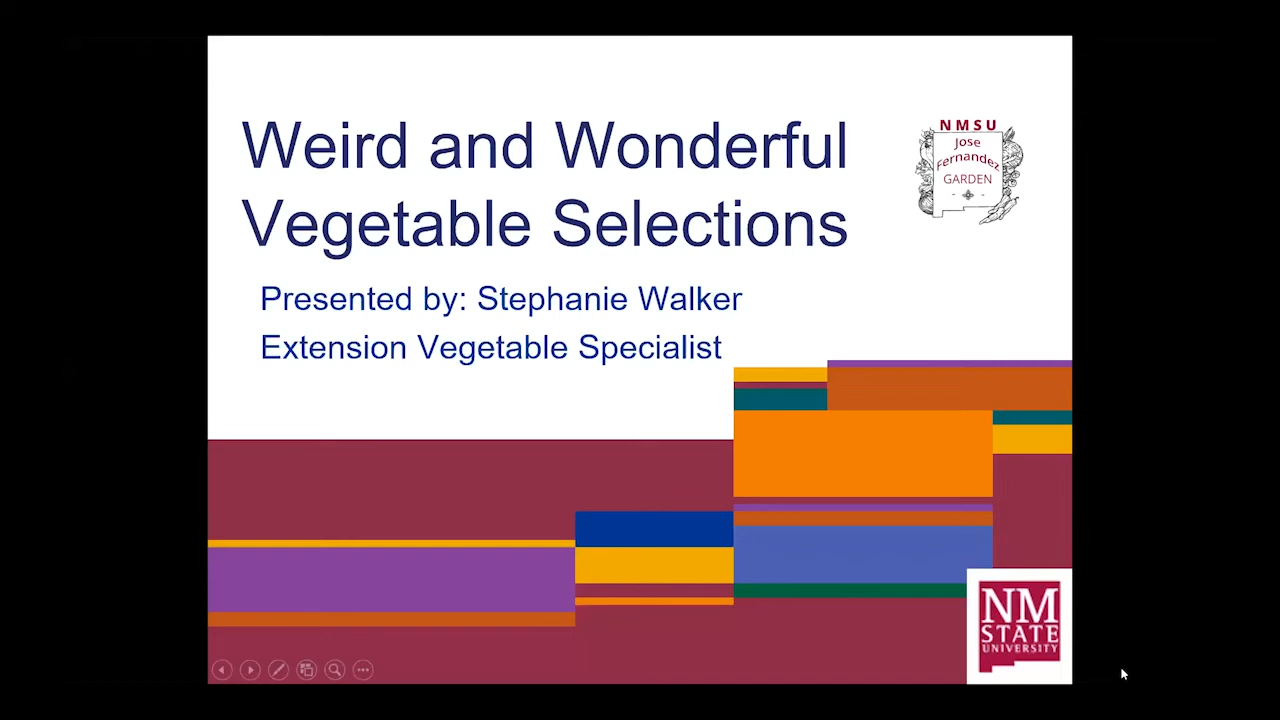 Weird and Wonderful
Vegetable Selections
Presented by: Stephanie Walker
Extension Vegetable Specialist
NMSU
Jose
Fernandez
GARDEN
NM
STATE
UNIVERSITY